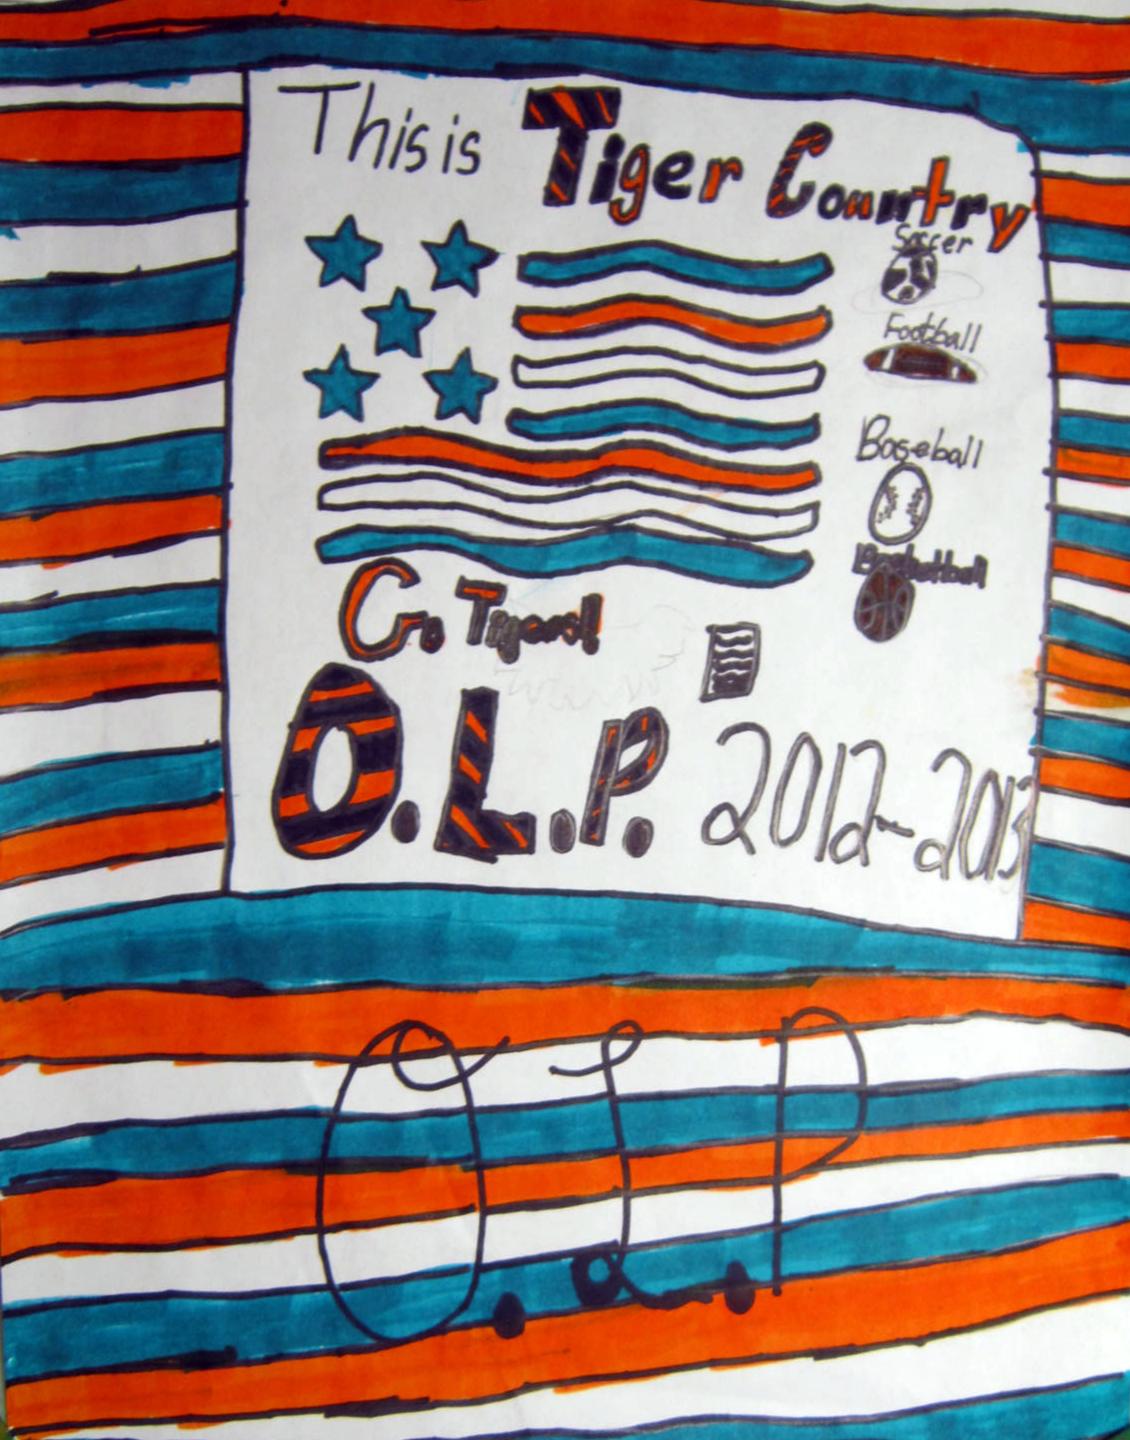 This is Tiger Country
Soccer
Football
Baseball
Basketball
Go Tigers!
O.L.P. 2012-2013
O.L.P